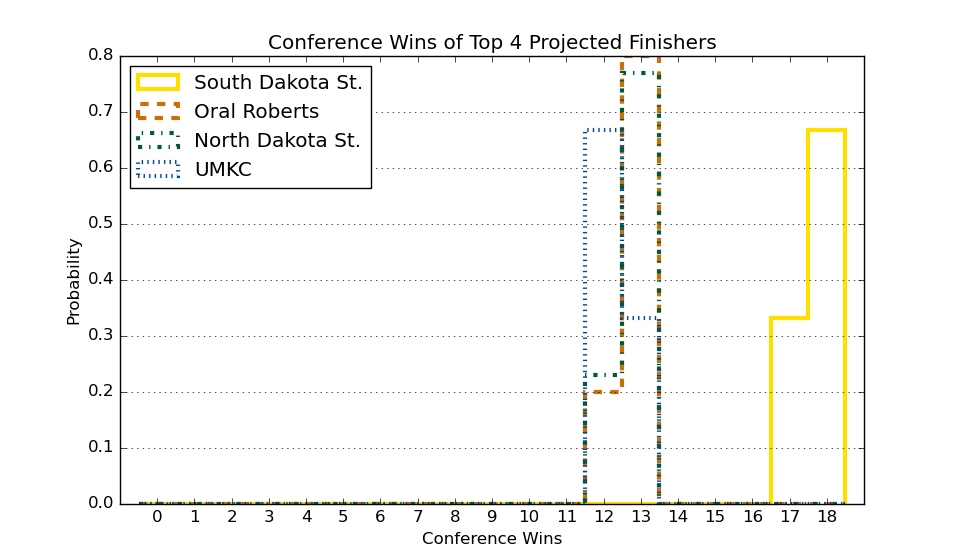 Conference Wins of Top 4 Projected Finishers
0.8
0.7
0.6
0.5
0.4
0.3
0.2
0.1
0.0
Probability
South Dakota St.
Oral Roberts
North Dakota St.
UMKC
0 1 2 3 4 5 6 7 8 9 10 11 12 13 14 15 16 17 18
Conference Wins